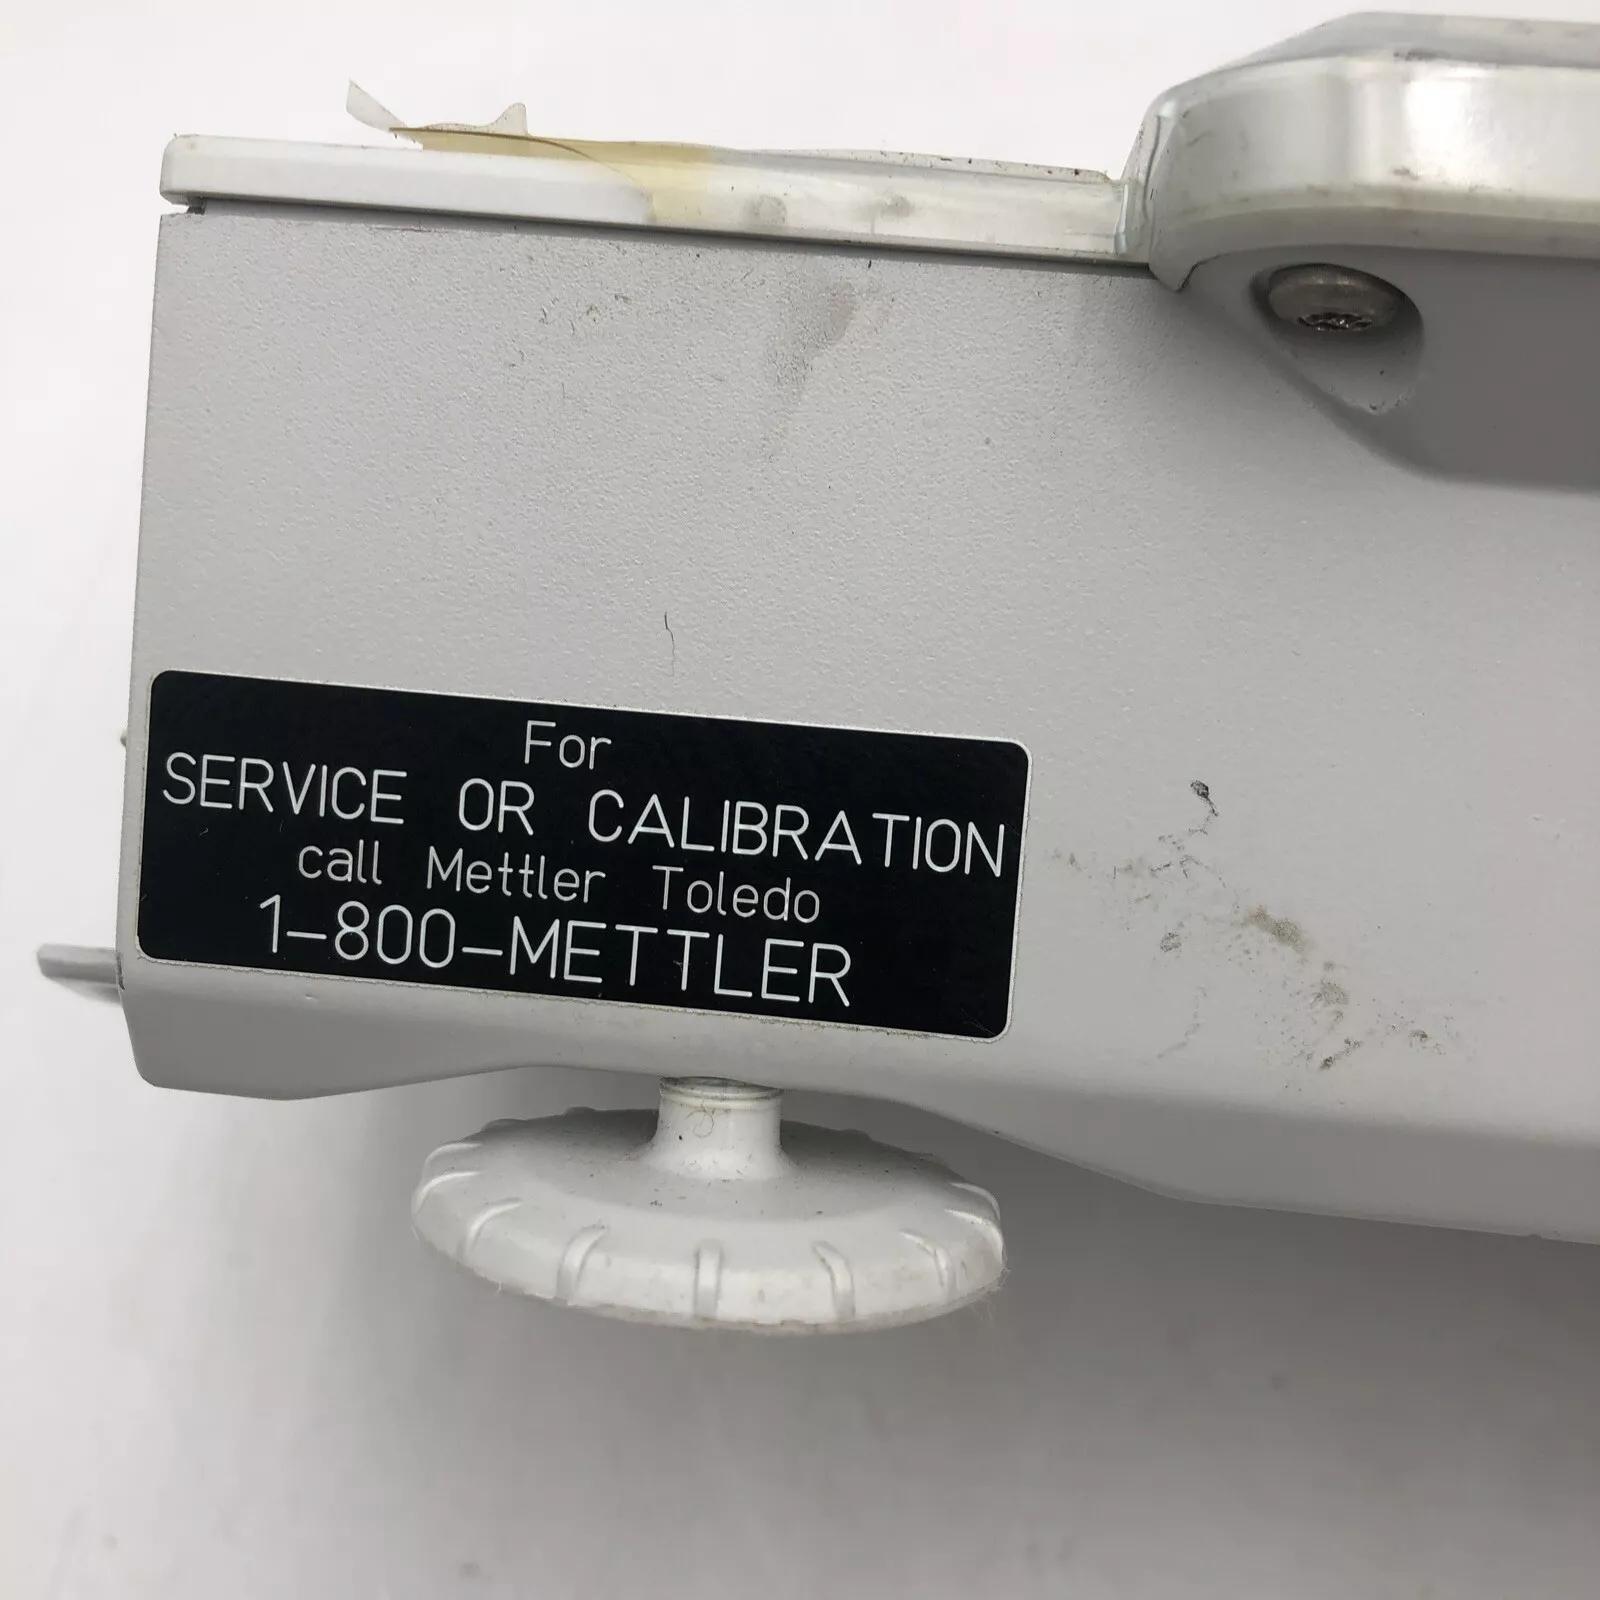 For
SERVICE OR CALIBRATION
call Mettler Toledo
1-800-METTLER